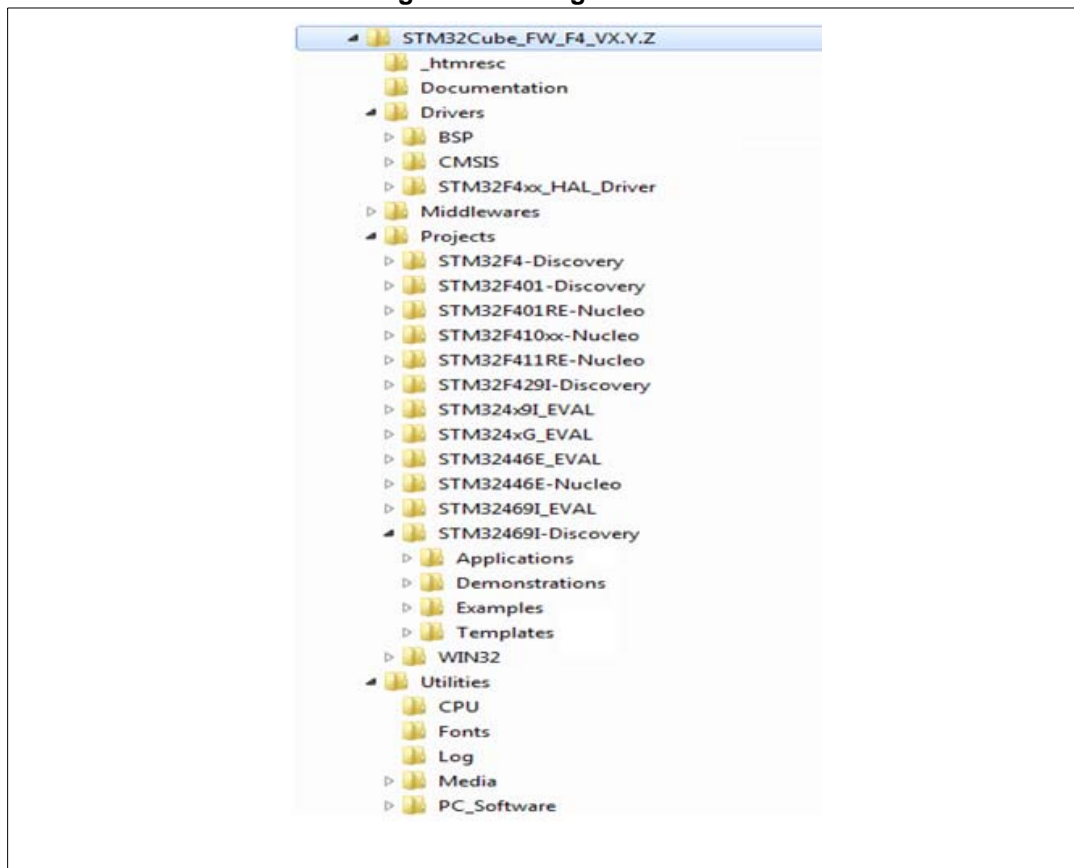 STM32Cube_FW_F4_VX.Y.Z
_htmresc
Documentation
Drivers
BSP
CMSIS
STM32F4xx_HAL_Driver
Middlewares
Projects
STM32F4-Discovery
STM32F401-Discovery
STM32F401RE-Nucleo
STM32F410xx-Nucleo
STM32F411RE-Nucleo
STM32F429I-Discovery
STM324x9I_EVAL
STM324xG_EVAL
STM32446E_EVAL
STM32446E-Nucleo
STM32469I_EVAL
STM32469I-Discovery
Applications
Demonstrations
Examples
Templates
WIN32
Utilities
CPU
Fonts
Log
Media
PC_Software